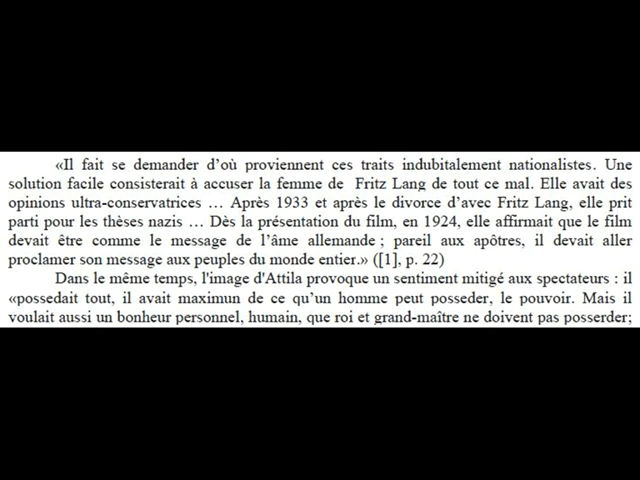 «Il fait se demander d’où proviennent ces traits indubitalement nationalistes. Une
solution facile consisterait à accuser la femme de Fritz Lang de tout ce mal. Elle avait des
opinions ultra-conservatrices … Après 1933 et après le divorce d’avec Fritz Lang, elle prit
parti pour les thèses nazis … Dès la présentation du film, en 1924, elle affirmait que le film
devait être comme le message de l’âme allemande ; pareil aux apôtres, il devait aller
proclamer son message aux peuples du monde entier.» ([1], p. 22)
Dans le même temps, l'image d'Attila provoque un sentiment mitigé aux spectateurs : il
«possedait tout, il avait maximun de ce qu’un homme peut posseder, le pouvoir. Mais il
voulait aussi un bonheur personnel, humain, que roi et grand-maître ne doivent pas posserder;